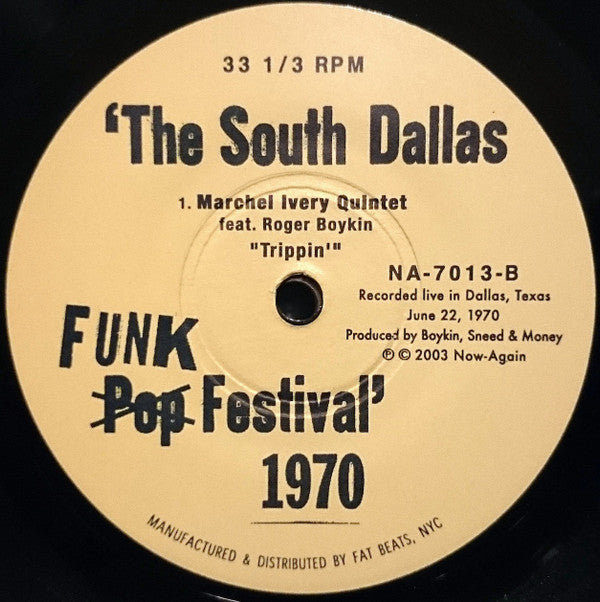 33 1/3 RPM
‘The South Dallas
1. Marchel Ivery Quintet
feat. Roger Boykin
"Trippin'"
NA-7013-B
Recorded live in Dallas, Texas
June 22, 1970
Produced by Boykin, Sneed & Money
℗ © 2003 Now-Again
FUNK
Pop Festival’
1970
MANUFACTURED & DISTRIBUTED BY FAT BEATS, NYC